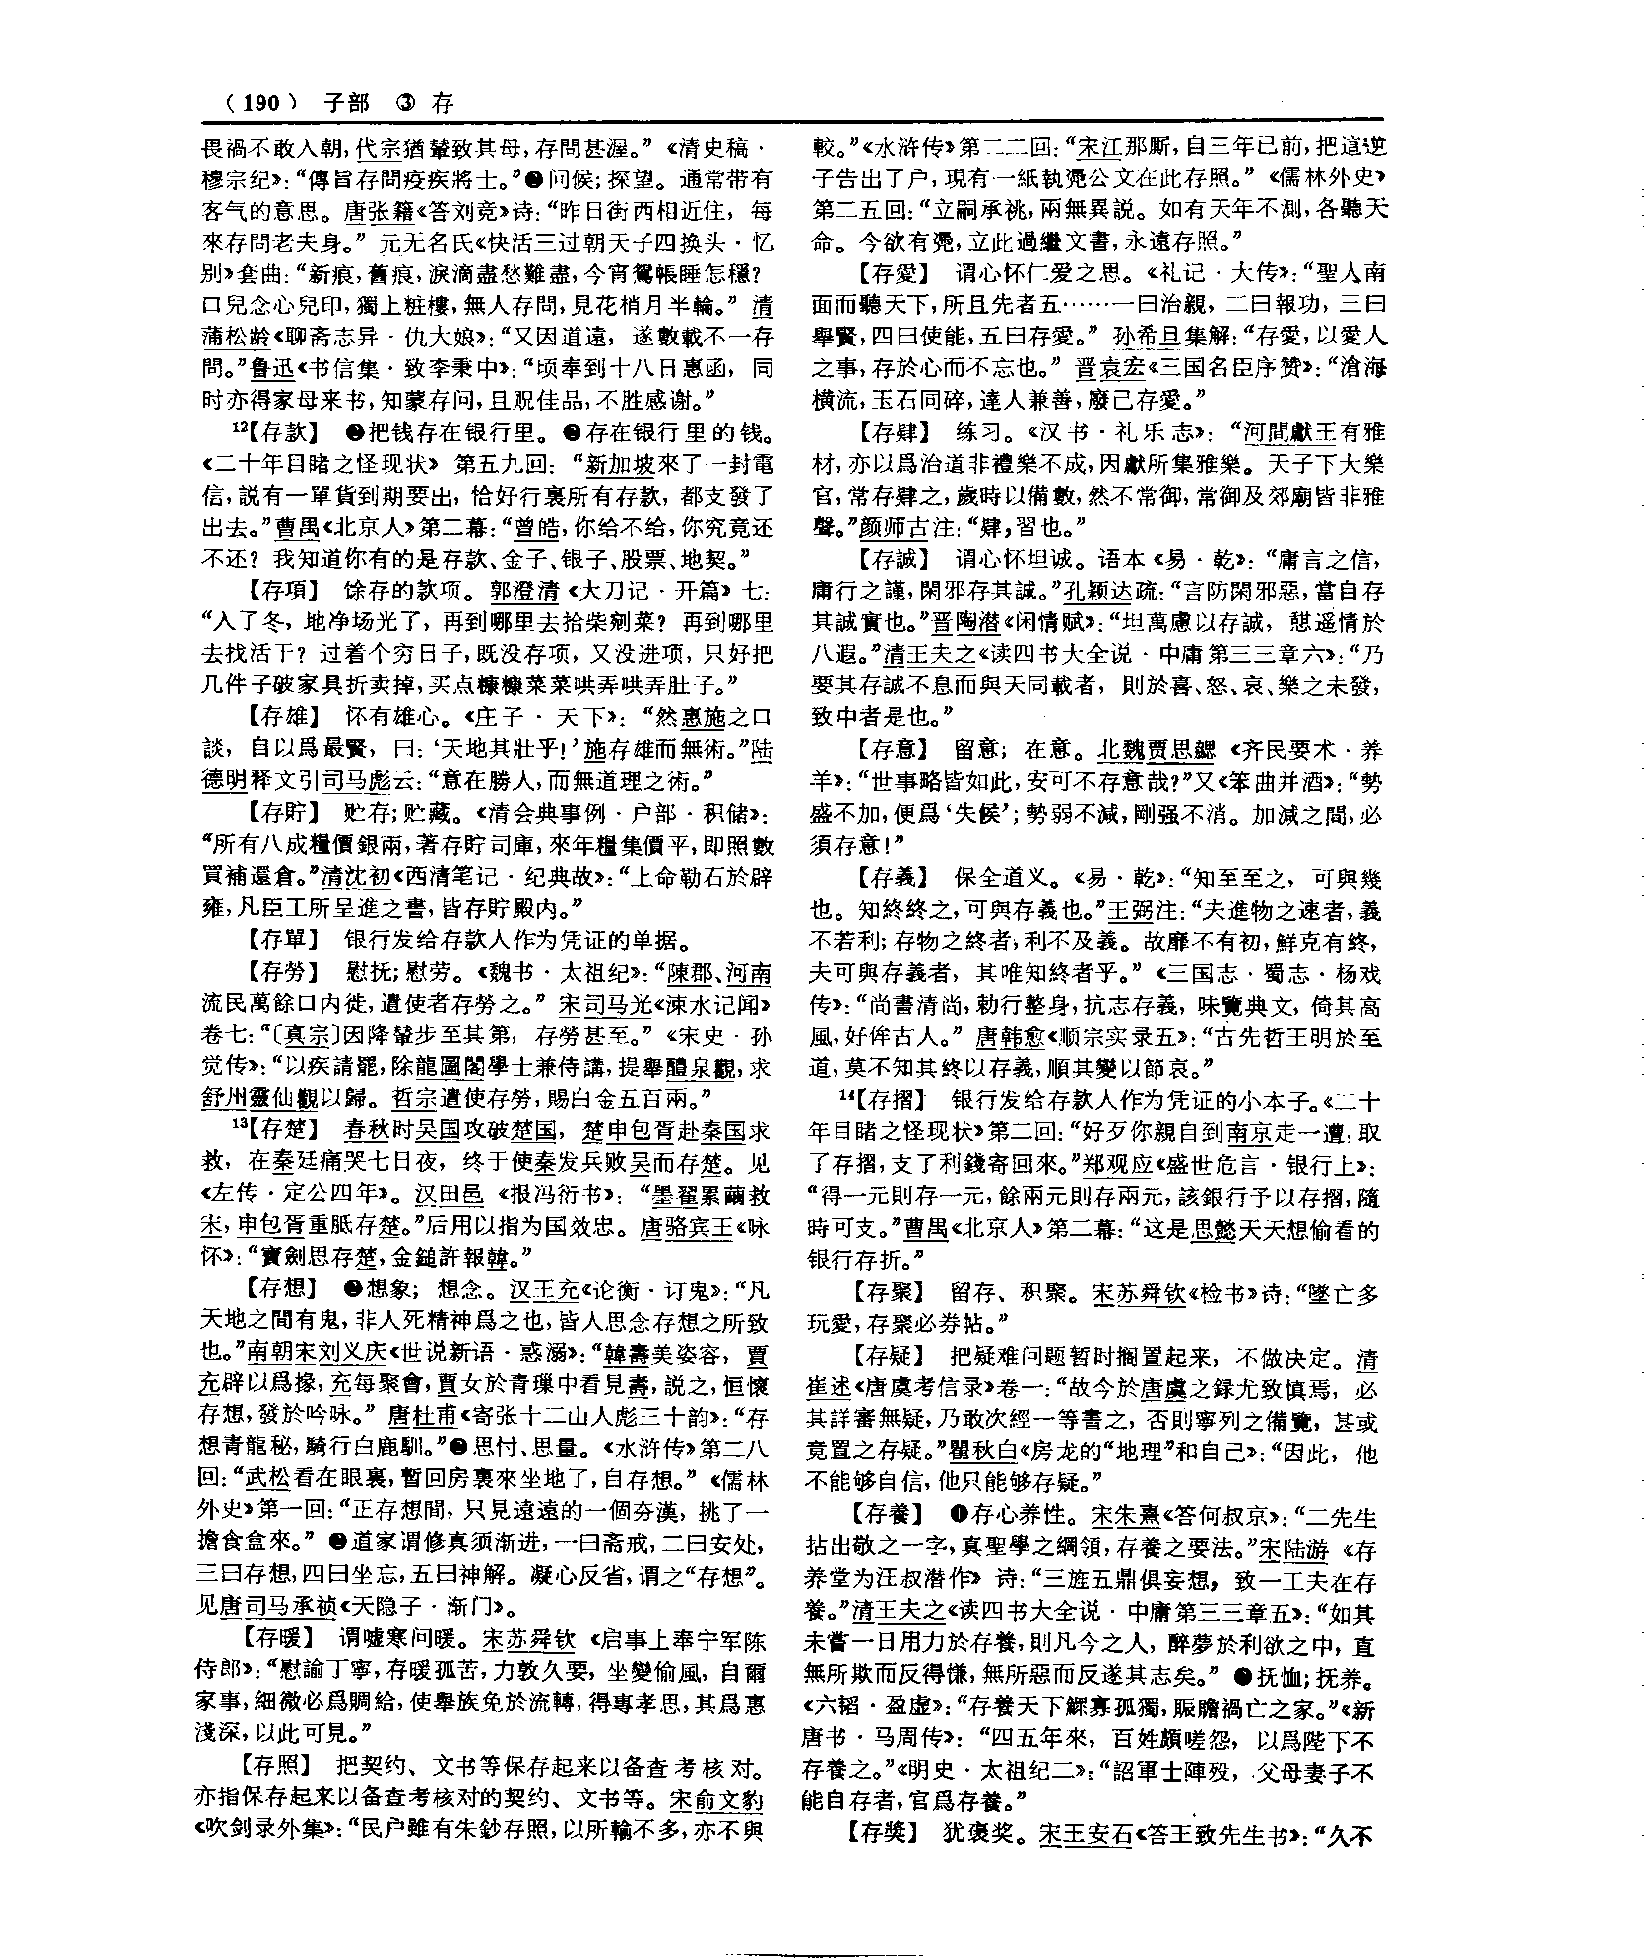 （190） 子部 ③ 存
畏禍不敢入朝，代宗猶輦致其母，存問甚渥。”《清史稿·
穆宗纪》：“傳旨存問疫疾將士。”❷问候；探望。通常带有
客气的意思。唐张籍《答刘竞》诗：“昨日街西相近住，每
來存問老夫身。”元无名氏《快活三过朝天子四换头·忆
别》套曲：“新痕，舊痕，淚滴盡愁難盡，今宵鴛帳睡怎穩？
口兒念心兒印，獨上粧樓，無人存問，見花梢月半輪。”清
蒲松龄《聊斋志异·仇大娘》：“又因道遠，遂數載不一存
問。”鲁迅《书信集·致李秉中》：“顷奉到十八日惠函，同
时亦得家母来书，知蒙存问，且贶佳品，不胜感谢。”
¹²【存款】 ❶把钱存在银行里。❷存在银行里的钱。
《二十年目睹之怪现状》第五九回：“新加坡來了一封電
信，説有一單貨到期要出，恰好行裏所有存款，都支發了
出去。”曹禺《北京人》第二幕：“曾皓，你给不给，你究竟还
不还？我知道你有的是存款、金子、银子、股票、地契。”
【存項】 馀存的款项。郭澄清《大刀记·开篇》七：
“入了冬，地净场光了，再到哪里去拾柴剜菜？再到哪里
去找活干？过着个穷日子，既没存项，又没进项，只好把
几件子破家具折卖掉，买点糠糠菜菜哄弄哄弄肚子。”
【存雄】 怀有雄心。《庄子·天下》：“然惠施之口
談，自以爲最賢，曰：‘天地其壯乎！’施存雄而無術。”陆
德明释文引司马彪云：“意在勝人，而無道理之術。”
【存貯】 贮存；贮藏。《清会典事例·户部·积储》：
“所有八成糧價銀兩，著存貯司庫，來年糧集價平，即照數
買補還倉。”清沈初《西清笔记·纪典故》：“上命勒石於辟
雍，凡臣工所呈進之書，皆存貯殿内。”
【存單】 银行发给存款人作为凭证的单据。
【存勞】 慰抚；慰劳。《魏书·太祖纪》：“陳郡、河南
流民萬餘口内徙，遣使者存勞之。”宋司马光《涑水记闻》
卷七：“〔真宗〕因降輦步至其第，存勞甚至。”《宋史·孙
觉传》：“以疾請罷，除龍圖閣學士兼侍講，提舉醴泉觀，求
舒州靈仙觀以歸。哲宗遣使存勞，賜白金五百兩。”
¹³【存楚】 春秋时吴国攻破楚国，楚申包胥赴秦国求
救，在秦廷痛哭七日夜，终于使秦发兵败吴而存楚。见
《左传·定公四年》。汉田邑《报冯衍书》：“墨翟累繭救
宋，申包胥重胝存楚。”后用以指为国效忠。唐骆宾王《咏
怀》：“寶劍思存楚，金鎚許報韓。”
【存想】 ❶想象；想念。汉王充《论衡·订鬼》：“凡
天地之間有鬼，非人死精神爲之也，皆人思念存想之所致
也。”南朝宋刘义庆《世说新语·惑溺》：“韓壽美姿容，賈
充辟以爲掾，充每聚會，賈女於青璅中看見壽，説之，恒懷
存想，發於吟咏。”唐杜甫《寄张十二山人彪三十韵》：“存
想青龍秘，騎行白鹿馴。”❷思忖、思量。《水浒传》第二八
回：“武松看在眼裏，暫回房裏來坐地了，自存想。”《儒林
外史》第一回：“正存想間，只見遠遠的一個夯漢，挑了一
擔食盒來。”❸道家谓修真须渐进，一曰斋戒，二曰安处，
三曰存想，四曰坐忘，五曰神解。凝心反省，谓之“存想”。
见唐司马承祯《天隐子·渐门》。
【存暖】 谓嘘寒问暖。宋苏舜钦《启事上奉宁军陈
侍郎》：“慰諭丁寧，存暖孤苦，力敦久要，坐變偷風，自爾
家事，細微必爲賙給，使舉族免於流轉，得專孝思，其爲惠
淺深，以此可見。”
【存照】 把契约、文书等保存起来以备查考核对。
亦指保存起来以备查考核对的契约、文书等。宋俞文豹
《吹剑录外集》：“民户雖有朱鈔存照，以所輸不多，亦不與
較。”《水浒传》第二二回：“宋江那厮，自三年已前，把這逆
子告出了户，現有一紙執凴公文在此存照。”《儒林外史》
第二五回：“立嗣承祧，兩無異説。如有天年不測，各聽天
命。今欲有凴，立此過繼文書，永遠存照。”
【存愛】 谓心怀仁爱之思。《礼记·大传》：“聖人南
面而聽天下，所且先者五……一曰治親，二曰報功，三曰
舉賢，四曰使能，五曰存愛。”孙希旦集解：“存愛，以愛人
之事，存於心而不忘也。”晋袁宏《三国名臣序赞》：“滄海
横流，玉石同碎，達人兼善，廢己存愛。”
【存肄】 练习。《汉书·礼乐志》：“河間獻王有雅
材，亦以爲治道非禮樂不成，因獻所集雅樂。天子下大樂
官，常存肄之，歲時以備數，然不常御，常御及郊廟皆非雅
聲。”颜师古注：“肄，習也。”
【存誠】 谓心怀坦诚。语本《易·乾》：“庸言之信，
庸行之謹，閑邪存其誠。”孔颖达疏：“言防閑邪惡，當自存
其誠實也。”晋陶潜《闲情赋》：“坦萬慮以存誠，憩遥情於
八遐。”清王夫之《读四书大全说·中庸第三三章六》：“乃
要其存誠不息而與天同載者，則於喜、怒、哀、樂之未發，
致中者是也。”
【存意】 留意；在意。北魏贾思勰《齐民要术·养
羊》：“世事略皆如此，安可不存意哉？”又《笨曲并酒》：“勢
盛不加，便爲‘失候’；勢弱不減，剛强不消。加減之間，必
須存意！”
【存義】 保全道义。《易·乾》：“知至至之，可與幾
也。知終終之，可與存義也。”王弼注：“夫進物之速者，義
不若利；存物之終者，利不及義。故靡不有初，鮮克有終，
夫可與存義者，其唯知終者乎。”《三国志·蜀志·杨戏
传》：“尚書清尚，勅行整身，抗志存義，味覽典文，倚其高
風，好侔古人。”唐韩愈《顺宗实录五》：“古先哲王明於至
道，莫不知其終以存義，順其變以節哀。”
¹⁴【存摺】 银行发给存款人作为凭证的小本子。《二十
年目睹之怪现状》第二回：“好歹你親自到南京走一遭，取
了存摺，支了利錢寄回來。”郑观应《盛世危言·银行上》：
“得一元則存一元，餘兩元則存兩元，該銀行予以存摺，隨
時可支。”曹禺《北京人》第二幕：“这是思懿天天想偷看的
银行存折。”
【存聚】 留存、积聚。宋苏舜钦《检书》诗：“墜亡多
玩愛，存聚必券帖。”
【存疑】 把疑难问题暂时搁置起来，不做决定。清
崔述《唐虞考信录》卷一：“故今於唐虞之録尤致慎焉，必
其詳審無疑，乃敢次經一等書之，否則寧列之備覽，甚或
竟置之存疑。”瞿秋白《房龙的“地理”和自己》：“因此，他
不能够自信，他只能够存疑。”
【存養】 ❶存心养性。宋朱熹《答何叔京》：“二先生
拈出敬之一字，真聖學之綱領，存養之要法。”宋陆游《存
养堂为汪叔潜作》诗：“三旌五鼎俱妄想，致一工夫在存
養。”清王夫之《读四书大全说·中庸第三三章五》：“如其
未嘗一日用力於存養，則凡今之人，醉夢於利欲之中，直
無所欺而反得慊，無所惡而反遂其志矣。”❷抚恤；抚养。
《六韬·盈虚》：“存養天下鰥寡孤獨，賑贍禍亡之家。”《新
唐书·马周传》：“四五年來，百姓頗嗟怨，以爲陛下不
存養之。”《明史·太祖纪二》：“詔軍士陣殁，父母妻子不
能自存者，官爲存養。”
【存獎】 犹褒奖。宋王安石《答王致先生书》：“久不